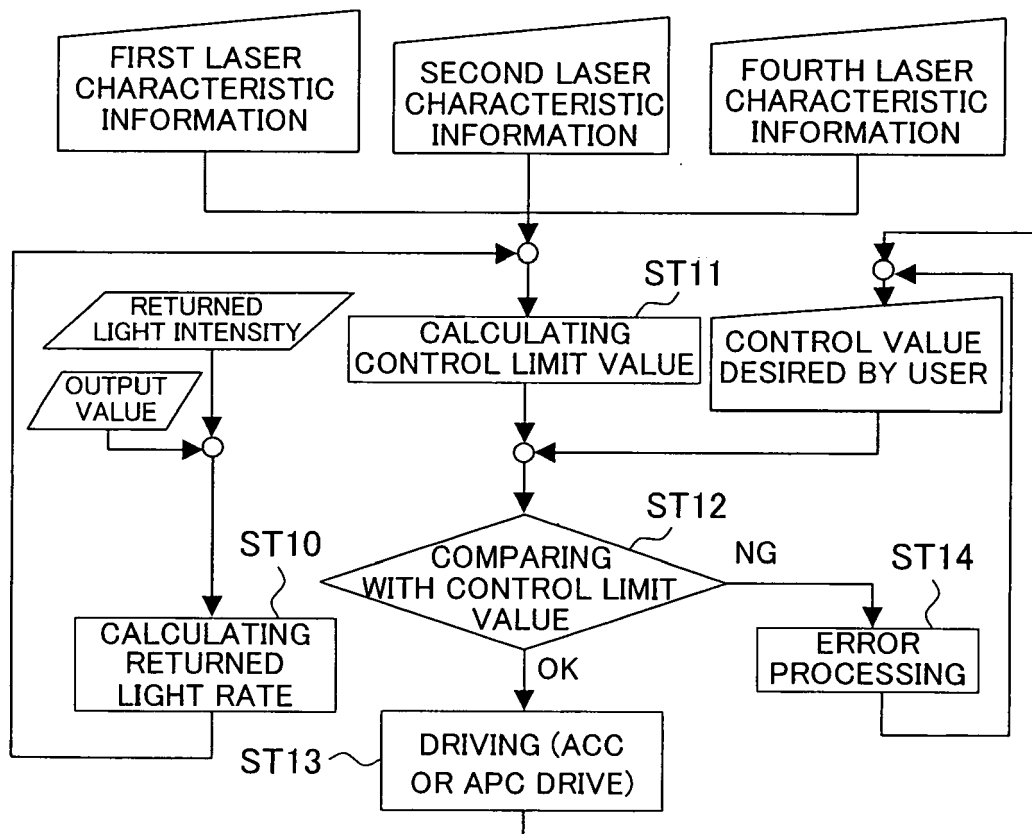 FIRST LASER
CHARACTERISTIC
INFORMATION
SECOND LASER
CHARACTERISTIC
INFORMATION
FOURTH LASER
CHARACTERISTIC
INFORMATION
RETURNED
LIGHT INTENSITY
OUTPUT
VALUE
ST11
CALCULATING
CONTROL LIMIT VALUE
CONTROL VALUE
DESIRED BY USER
ST12
COMPARING
WITH CONTROL LIMIT
VALUE
NG
OK
ST10
CALCULATING
RETURNED
LIGHT RATE
ST14
ERROR
PROCESSING
ST13
DRIVING (ACC
OR APC DRIVE)